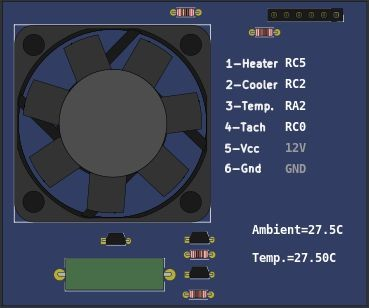 1-Heater RC5
2-Cooler RC2
3-Temp. RA2
4-Tach RC0
5-Vcc 12V
6-Gnd GND
Ambient=27.5C
Temp.=27.50C